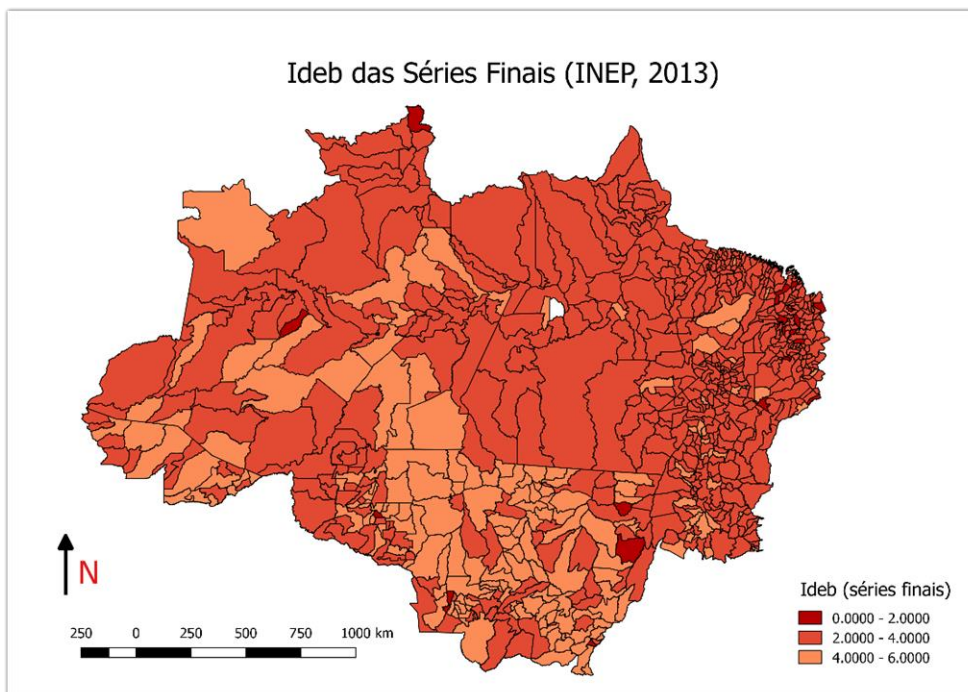 Ideb das Séries Finais (INEP, 2013)
N
250 0 250 500 750 1000 km
Ideb (séries finais)
0.0000 - 2.0000
2.0000 - 4.0000
4.0000 - 6.0000